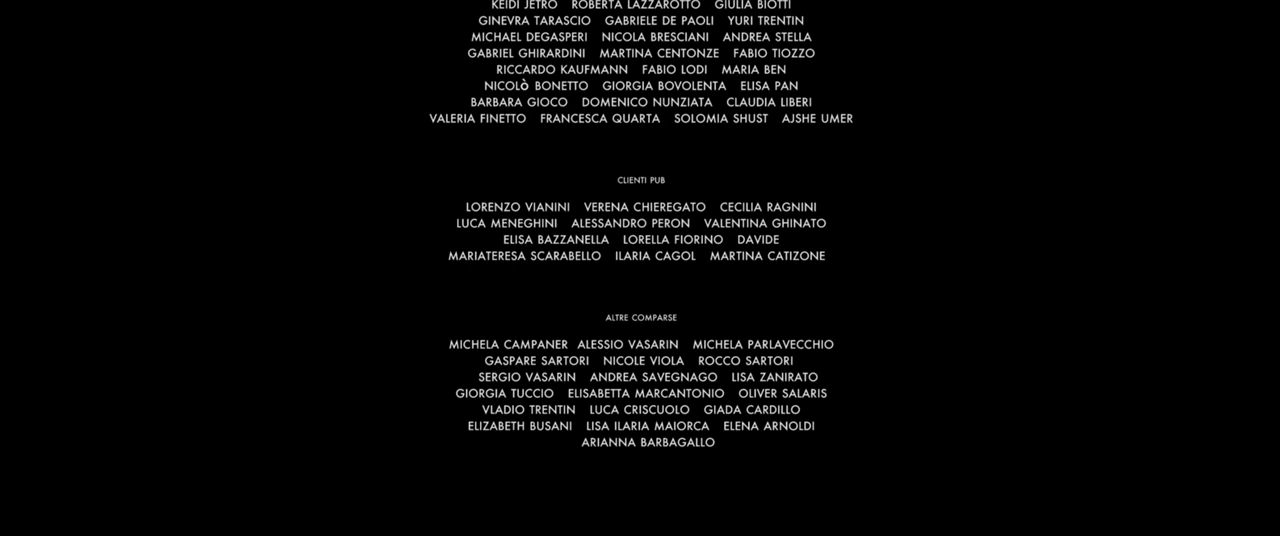 KEIDI JETRO ROBERTA LAZZAROTTO GIULIA BIOTTI
GINEVRA TARASCIO GABRIELE DE PAOLI YURI TRENTIN
MICHAEL DEGASPERI NICOLA BRESCIANI ANDREA STELLA
GABRIEL GHIRARDINI MARTINA CENTONZE FABIO TIOZZO
RICCARDO KAUFMANN FABIO LODI MARIA BEN
NICOLÒ BONETTO GIORGIA BOVOLENTA ELISA PAN
BARBARA GIOCO DOMENICO NUNZIATA CLAUDIA LIBERI
VALERIA FINETTO FRANCESCA QUARTA SOLOMIA SHUST AJSHE UMER
CLIENTI PUB
LORENZO VIANINI VERENA CHIEREGATO CECILIA RAGNINI
LUCA MENEGHINI ALESSANDRO PERON VALENTINA GHINATO
ELISA BAZZANELLA LORELLA FIORINO DAVIDE
MARIATERESA SCARABELLO ILARIA CAGOL MARTINA CATIZONE
ALTRE COMPARSE
MICHELA CAMPANER ALESSIO VASARIN MICHELA PARLAVECCHIO
GASPARE SARTORI NICOLE VIOLA ROCCO SARTORI
SERGIO VASARIN ANDREA SAVEGNAGO LISA ZANIRATO
GIORGIA TUCCIO ELISABETTA MARCANTONIO OLIVER SALARIS
VLADIO TRENTIN LUCA CRISCUOLO GIADA CARDILLO
ELIZABETH BUSANI LISA ILARIA MAIORCA ELENA ARNOLDI
ARIANNA BARBAGALLO